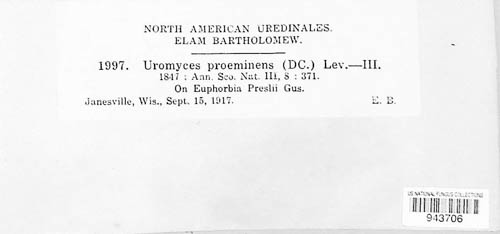 NORTH AMERICAN UREDINALES.
ELAM BARTHOLOMEW.
1997. Uromyces proeminens (DC.) Lev.—III.
1847 : Ann. Sco. Nat. III, 8 : 371.
On Euphorbia Preslii Gus.
Janesville, Wis., Sept. 15, 1917. E. B.
US NATIONAL FUNGUS COLLECTIONS
943706